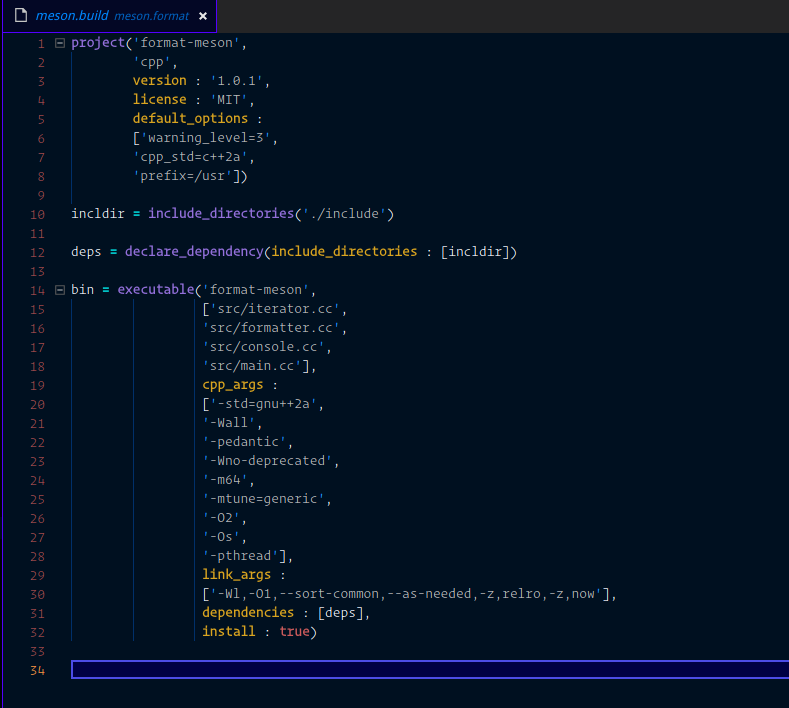 meson.build meson.format ×
1 project('format-meson',
2 'cpp',
3 version : '1.0.1',
4 license : 'MIT',
5 default_options :
6 ['warning_level=3',
7 'cpp_std=c++2a',
8 'prefix=/usr'])
9
10 incldir = include_directories('./include')
11
12 deps = declare_dependency(include_directories : [incldir])
13
14 bin = executable('format-meson',
15 ['src/iterator.cc',
16 'src/formatter.cc',
17 'src/console.cc',
18 'src/main.cc'],
19 cpp_args :
20 ['-std=gnu++2a',
21 '-Wall',
22 '-pedantic',
23 '-Wno-deprecated',
24 '-m64',
25 '-mtune=generic',
26 '-O2',
27 '-Os',
28 '-pthread'],
29 link_args :
30 ['-Wl,-O1,--sort-common,--as-needed,-z,relro,-z,now'],
31 dependencies : [deps],
32 install : true)
33
34